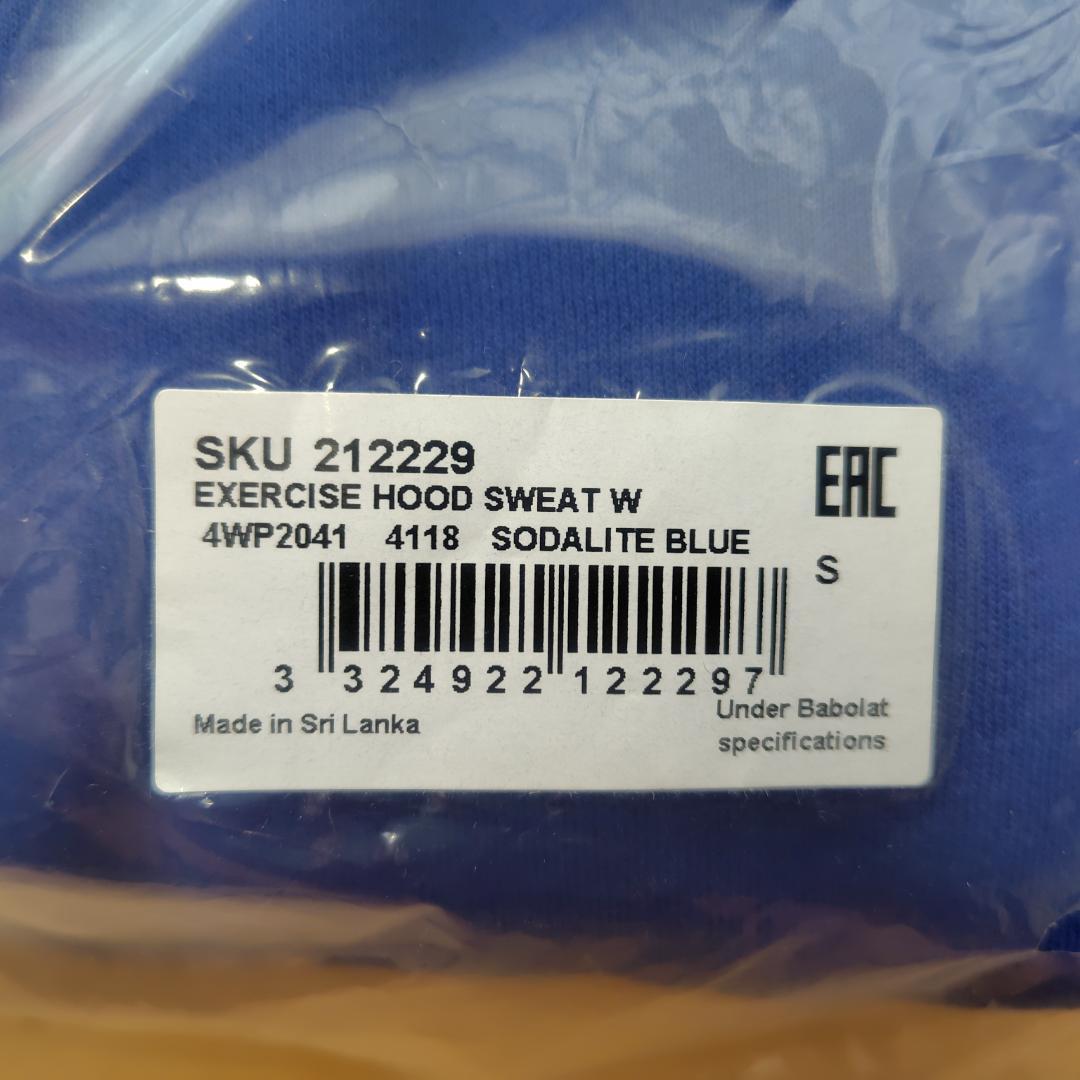 SKU 212229
EXERCISE HOOD SWEAT W
EAC
4WP2041 4118 SODALITE BLUE
S
3 324922 122297
Made in Sri Lanka
Under Babolat
specifications